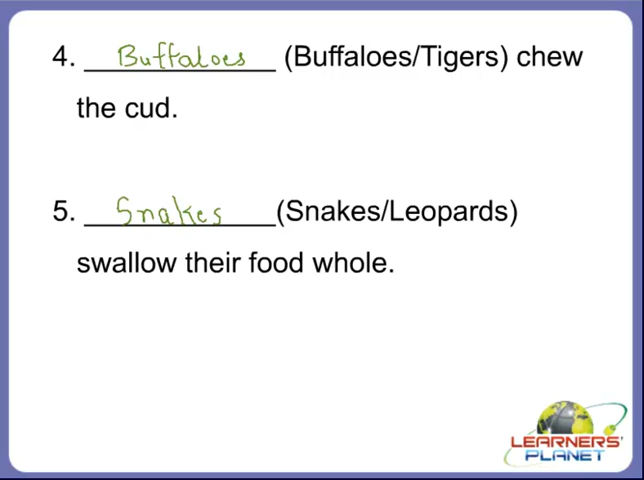 4. Buffaloes (Buffaloes/Tigers) chew
the cud.
5. Snakes (Snakes/Leopards)
swallow their food whole.
LEARNERS'
PLANET